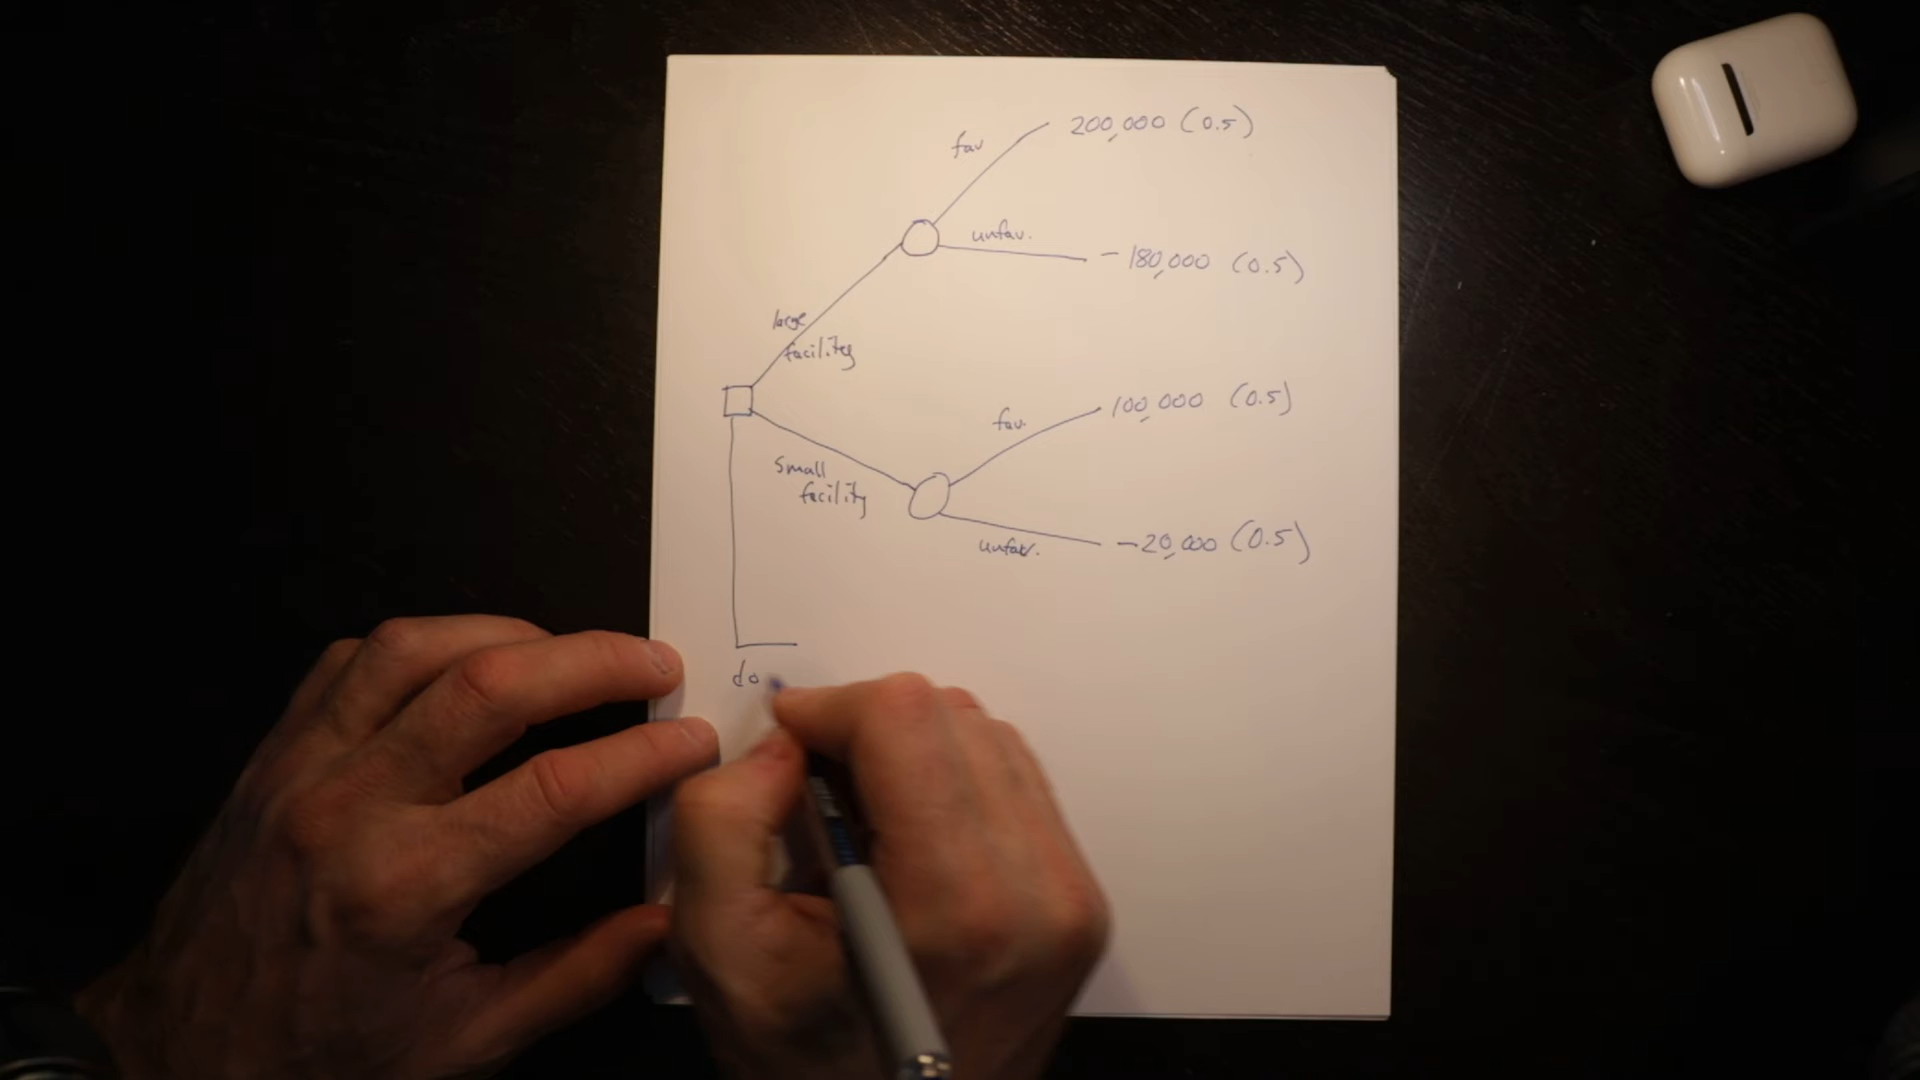 fav
200,000 (0.5)
unfav.
- 180,000 (0.5)
large
facility
fav.
100,000 (0.5)
small
facility
unfav.
-20,000 (0.5)
do